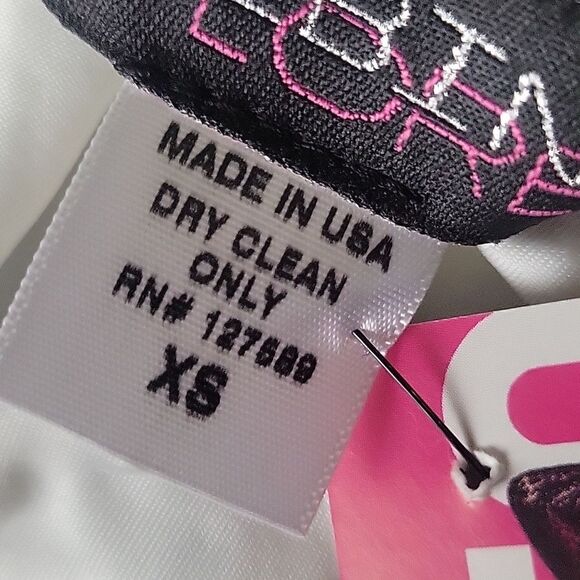 MADE IN USA
DRY CLEAN
ONLY
RN# 127689
XS